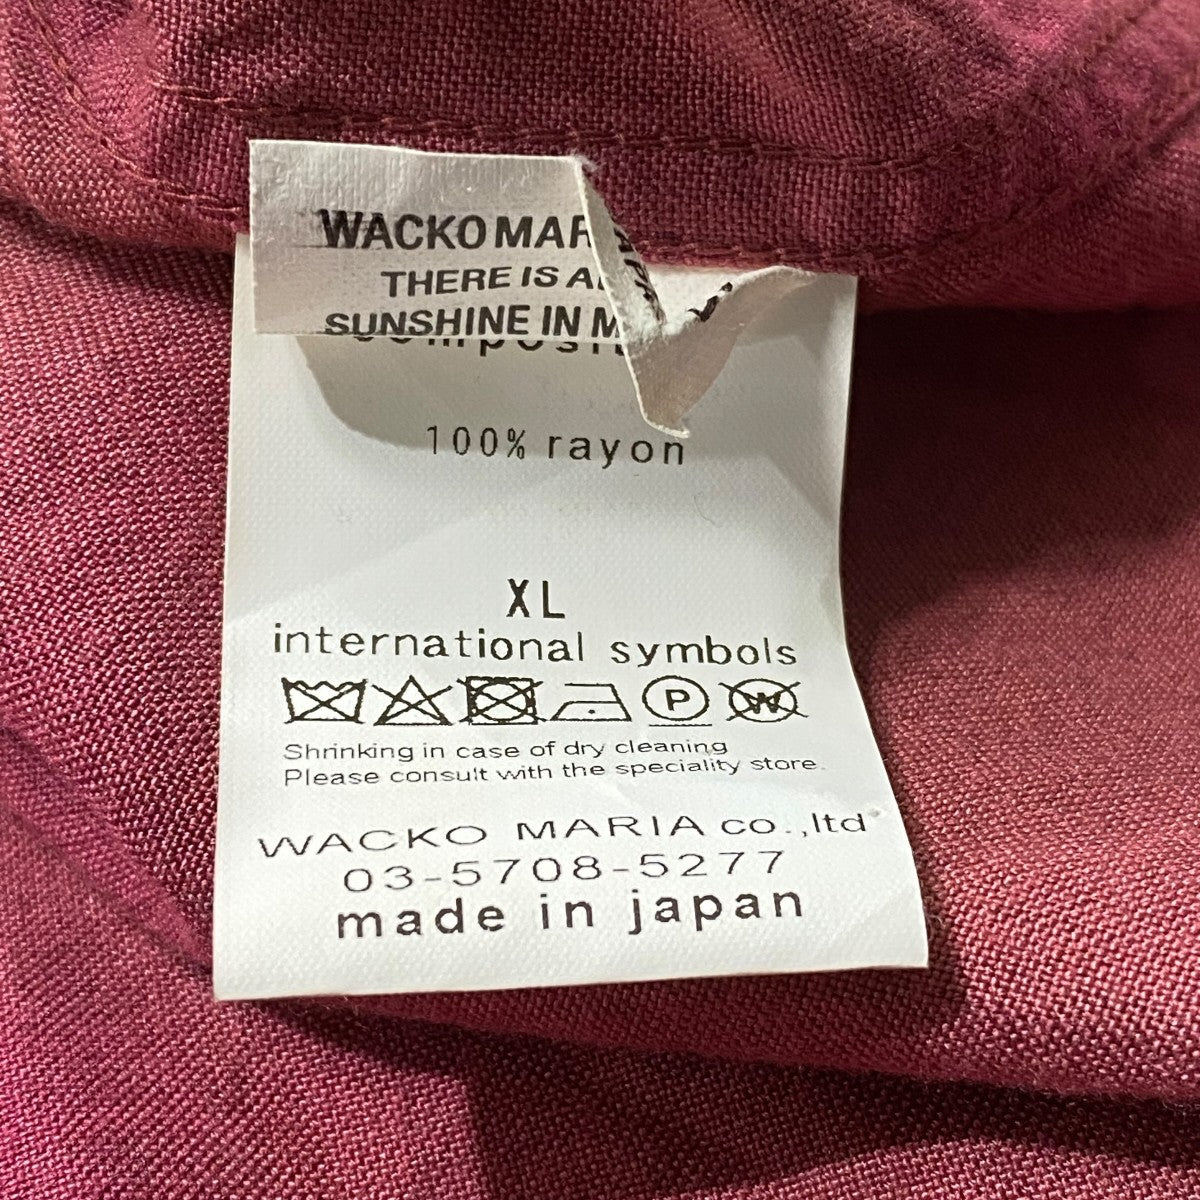 WACKO MAR
THERE IS A
SUNSHINE IN M
100% rayon
XL
international symbols
P W
Shrinking in case of dry cleaning
Please consult with the speciality store.
WACKO MARIA co.,ltd
03-5708-5277
made in japan